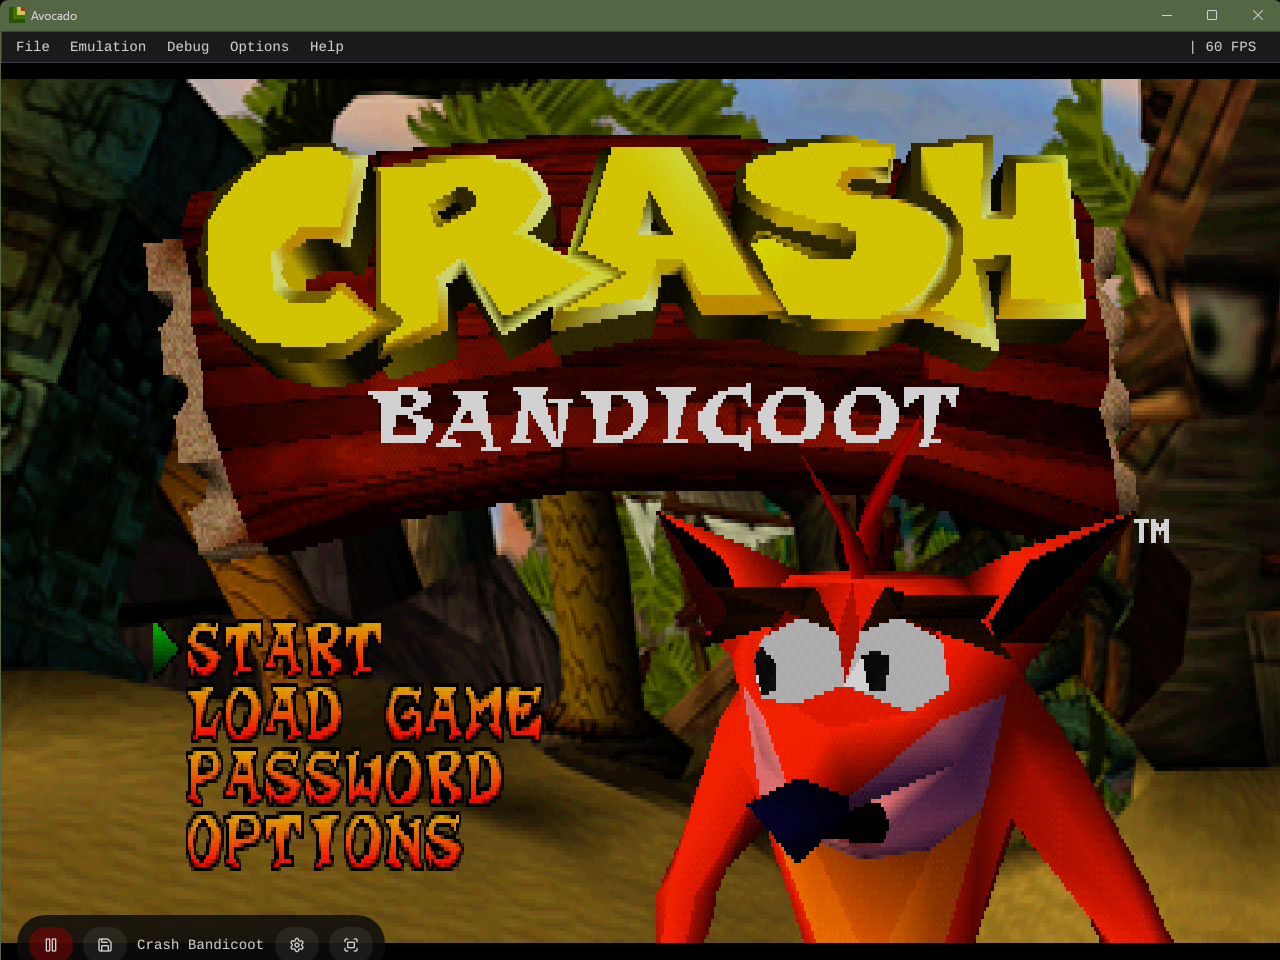 Avocado
File Emulation Debug Options Help | 60 FPS
CRASH
BANDICOOT
TM
START
LOAD GAME
PASSWORD
OPTIONS
Crash Bandicoot